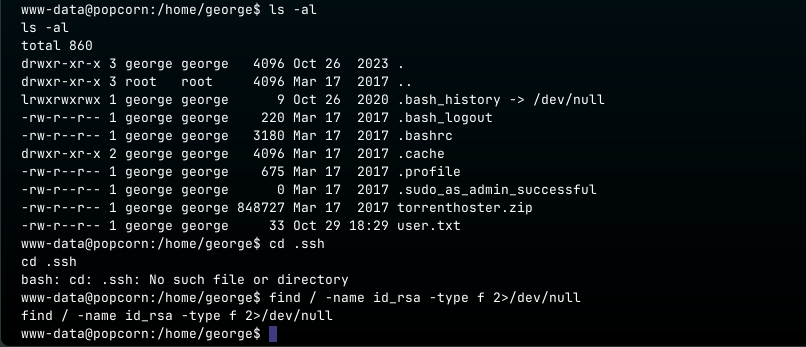 www-data@popcorn:/home/george$ ls -al
ls -al
total 860
drwxr-xr-x 3 george george   4096 Oct 26  2023 .
drwxr-xr-x 3 root   root     4096 Mar 17  2017 ..
lrwxrwxrwx 1 george george      9 Oct 26  2020 .bash_history -> /dev/null
-rw-r--r-- 1 george george    220 Mar 17  2017 .bash_logout
-rw-r--r-- 1 george george   3180 Mar 17  2017 .bashrc
drwxr-xr-x 2 george george   4096 Mar 17  2017 .cache
-rw-r--r-- 1 george george    675 Mar 17  2017 .profile
-rw-r--r-- 1 george george      0 Mar 17  2017 .sudo_as_admin_successful
-rw-r--r-- 1 george george 848727 Mar 17  2017 torrenthoster.zip
-rw-r--r-- 1 george george     33 Oct 29 18:29 user.txt
www-data@popcorn:/home/george$ cd .ssh
cd .ssh
bash: cd: .ssh: No such file or directory
www-data@popcorn:/home/george$ find / -name id_rsa -type f 2>/dev/null
find / -name id_rsa -type f 2>/dev/null
www-data@popcorn:/home/george$